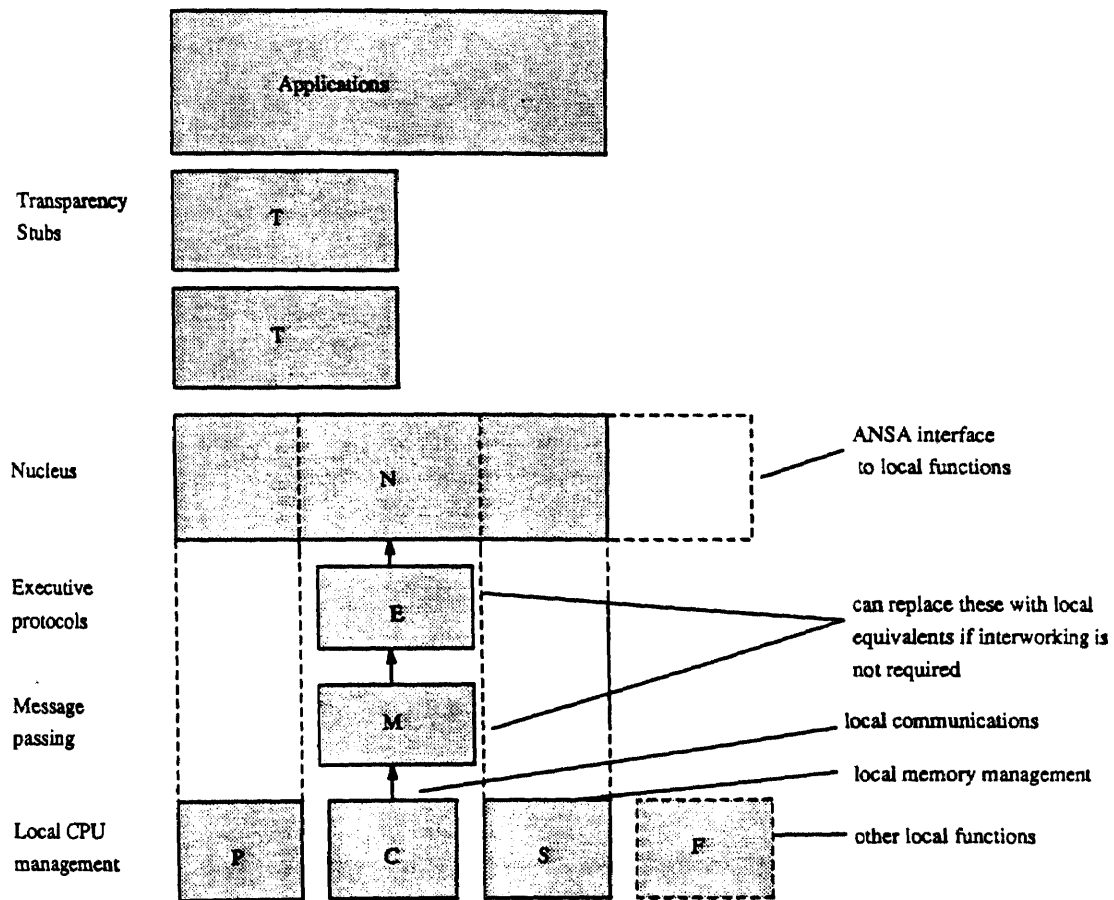 Applications
Transparency
Stubs
T
T
Nucleus
N
ANSA interface
to local functions
Executive
protocols
E
can replace these with local
equivalents if interworking is
not required
Message
passing
M
local communications
local memory management
Local CPU
management
P
C
S
F
other local functions